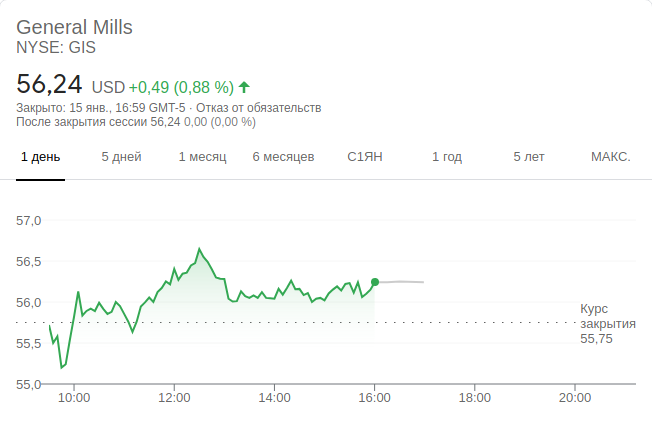 General Mills
NYSE: GIS
56,24 USD +0,49 (0,88 %)
Закрыто: 15 янв., 16:59 GMT-5 · Отказ от обязательств
После закрытия сессии 56,24 0,00 (0,00 %)
1 день 5 дней 1 месяц 6 месяцев С1ЯН 1 год 5 лет МАКС.
57,0
56,5
56,0
Курс
закрытия
55,75
55,5
55,0
10:00 12:00 14:00 16:00 18:00 20:00